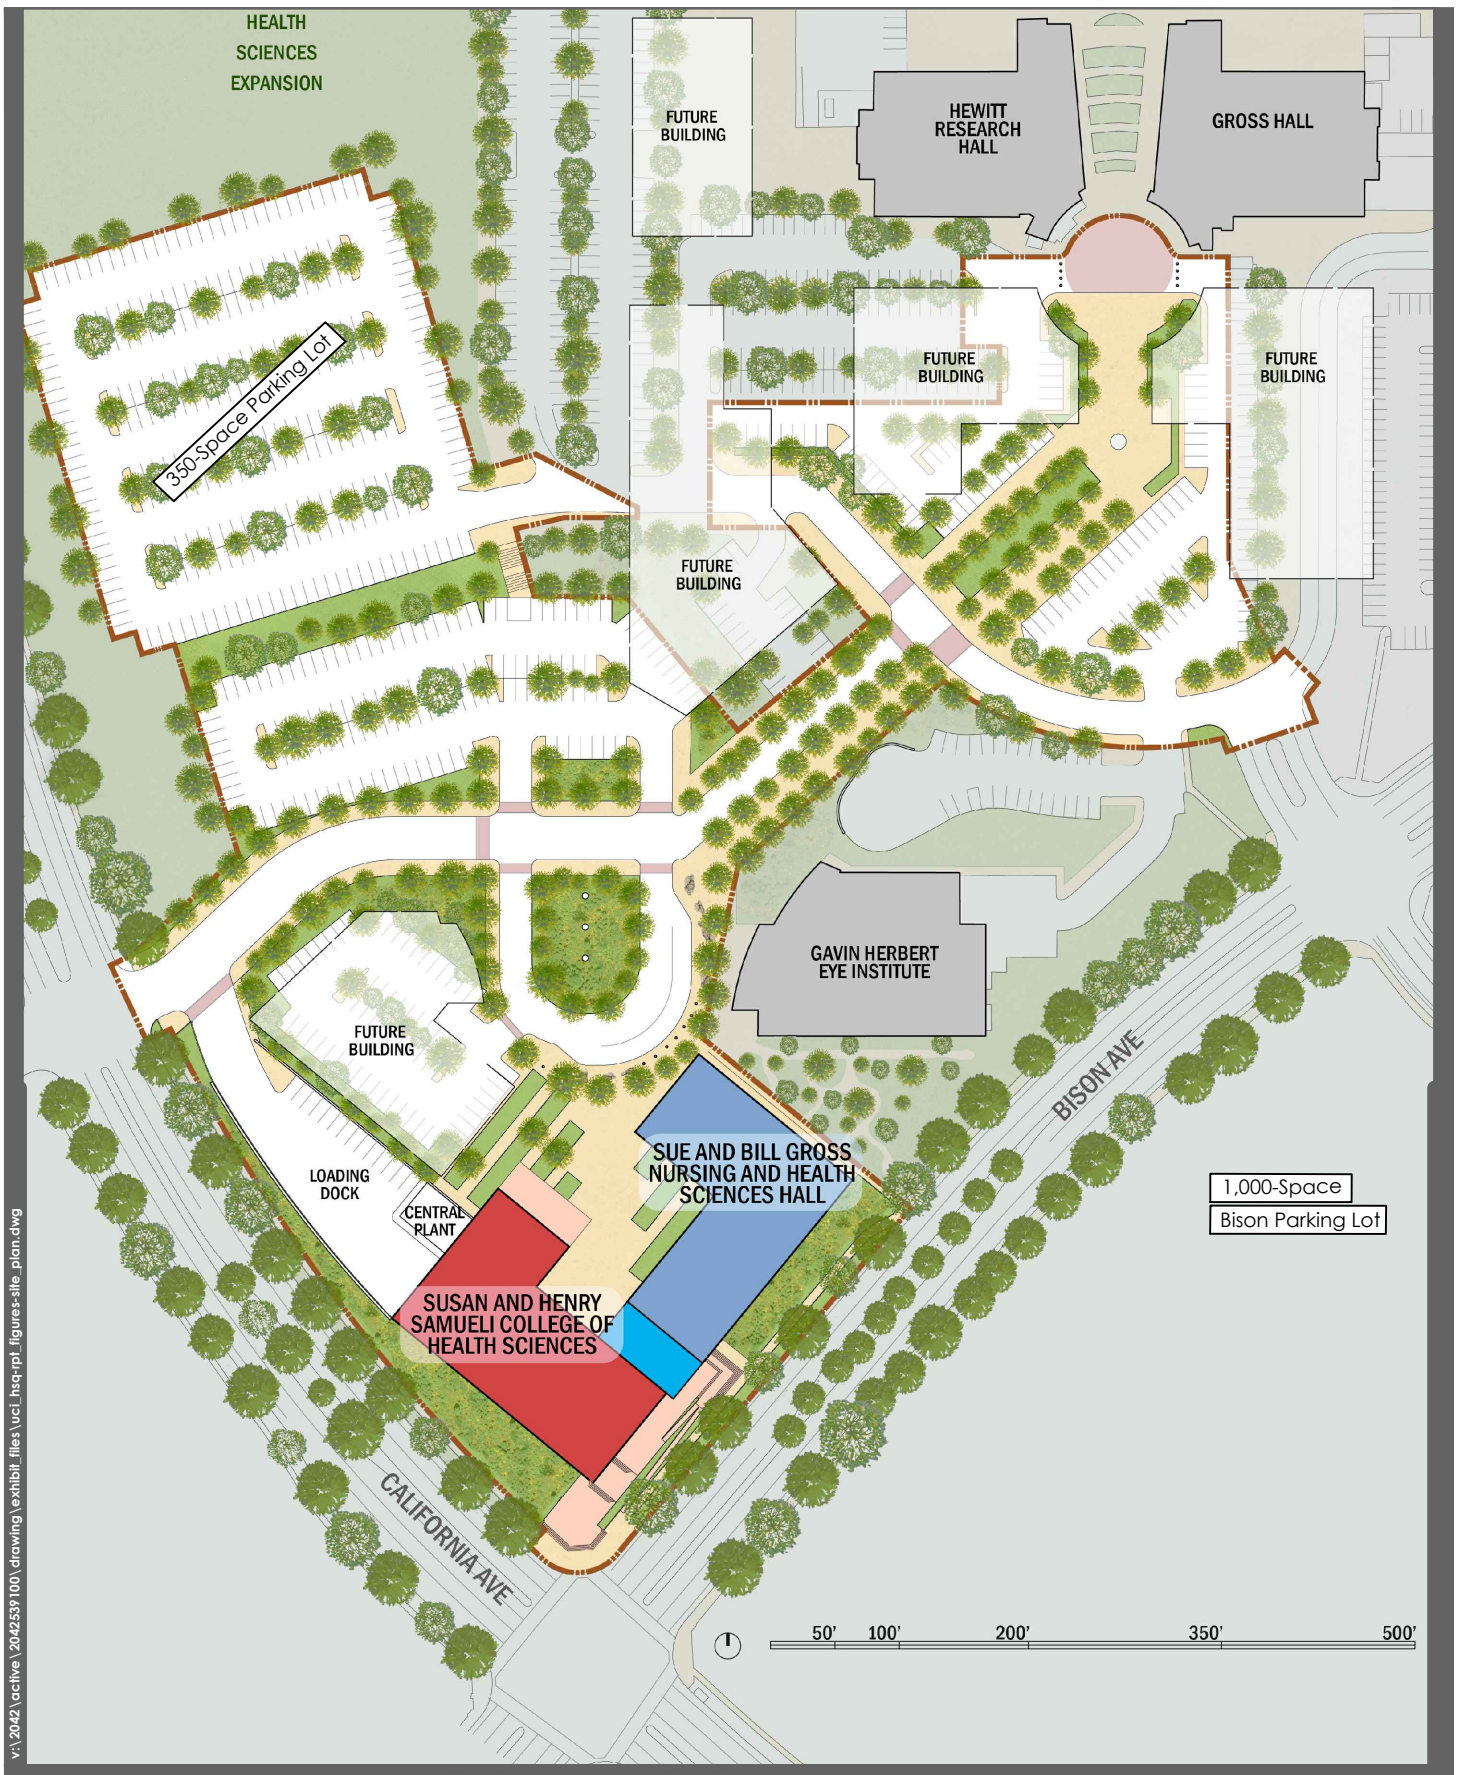 HEALTH
SCIENCES
EXPANSION
FUTURE
BUILDING
HEWITT
RESEARCH
HALL
GROSS HALL
350-Space Parking Lot
FUTURE
BUILDING
FUTURE
BUILDING
FUTURE
BUILDING
GAVIN HERBERT
EYE INSTITUTE
FUTURE
BUILDING
BISON AVE
LOADING
DOCK
CENTRAL
PLANT
SUE AND BILL GROSS
NURSING AND HEALTH
SCIENCES HALL
1,000-Space
Bison Parking Lot
SUSAN AND HENRY
SAMUELI COLLEGE OF
HEALTH SCIENCES
CALIFORNIA AVE
50' 100' 200' 350' 500'
v:\2042\active\2042539100\drawing\exhibit_files\uci_hsq-rpt_figures-site_plan.dwg